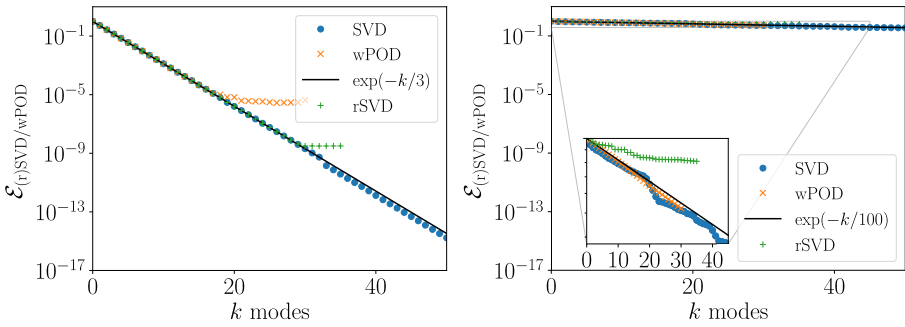 10⁻¹
10⁻⁵
10⁻⁹
10⁻¹³
10⁻¹⁷
ℰ(r)SVD/wPOD
0 20 40
k modes
SVD
wPOD
exp(−k/3)
rSVD
10⁻¹
10⁻⁵
10⁻⁹
10⁻¹³
10⁻¹⁷
ℰ(r)SVD/wPOD
0 20 40
k modes
0 10 20 30 40
SVD
wPOD
exp(−k/100)
rSVD